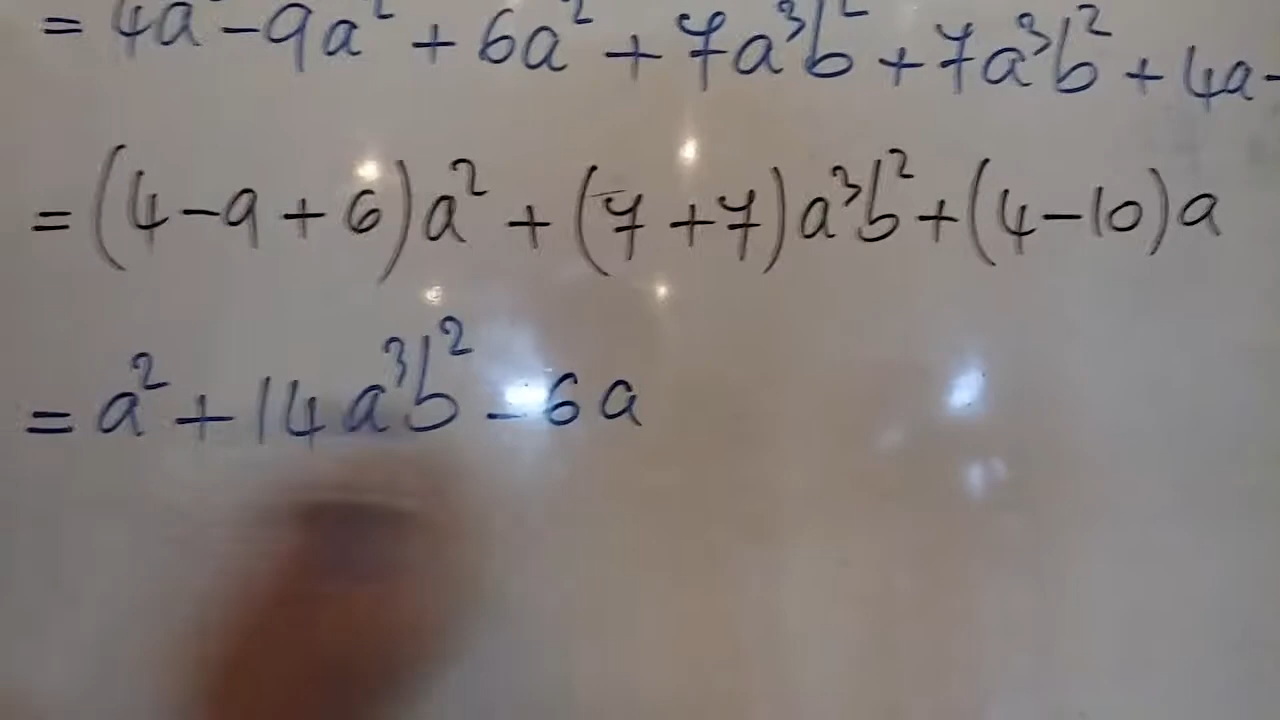 = 4a² - 9a² + 6a² + 7a³b² + 7a³b² + 4a -
= (4 - 9 + 6)a² + (7 + 7)a³b² + (4 - 10)a
= a² + 14a³b² - 6a